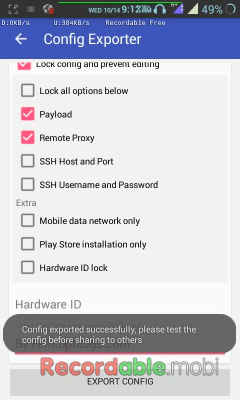 D:0KB/s U:384KB/s Recordable Free
WED 10/14 9:12 AM H+ 49%
Config Exporter
Lock config and prevent editing
Lock all options below
Payload
Remote Proxy
SSH Host and Port
SSH Username and Password
Extra
Mobile data network only
Play Store installation only
Hardware ID lock
Hardware ID
Config exported successfully, please test the
config before sharing to others
Recordable.mobi
EXPORT CONFIG